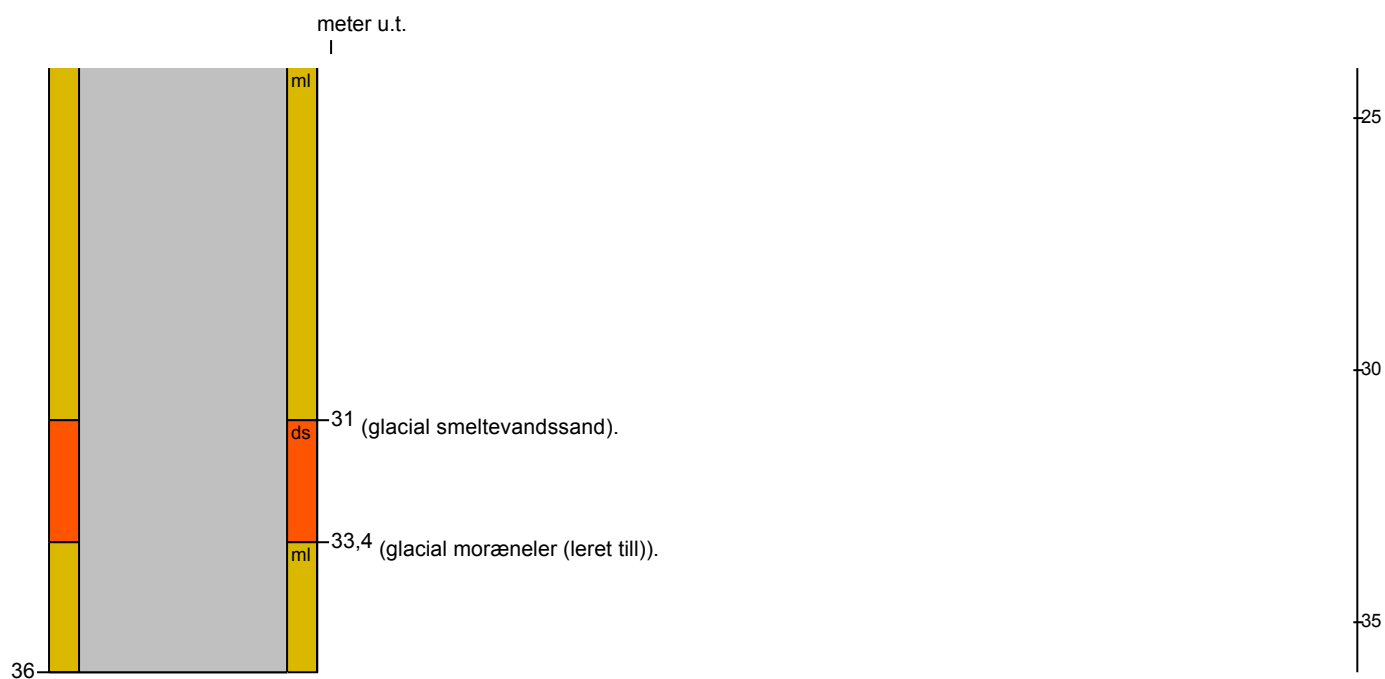 meter u.t.
ml
25
30
31 (glacial smeltevandssand).
ds
33,4 (glacial moræneler (leret till)).
ml
35
36